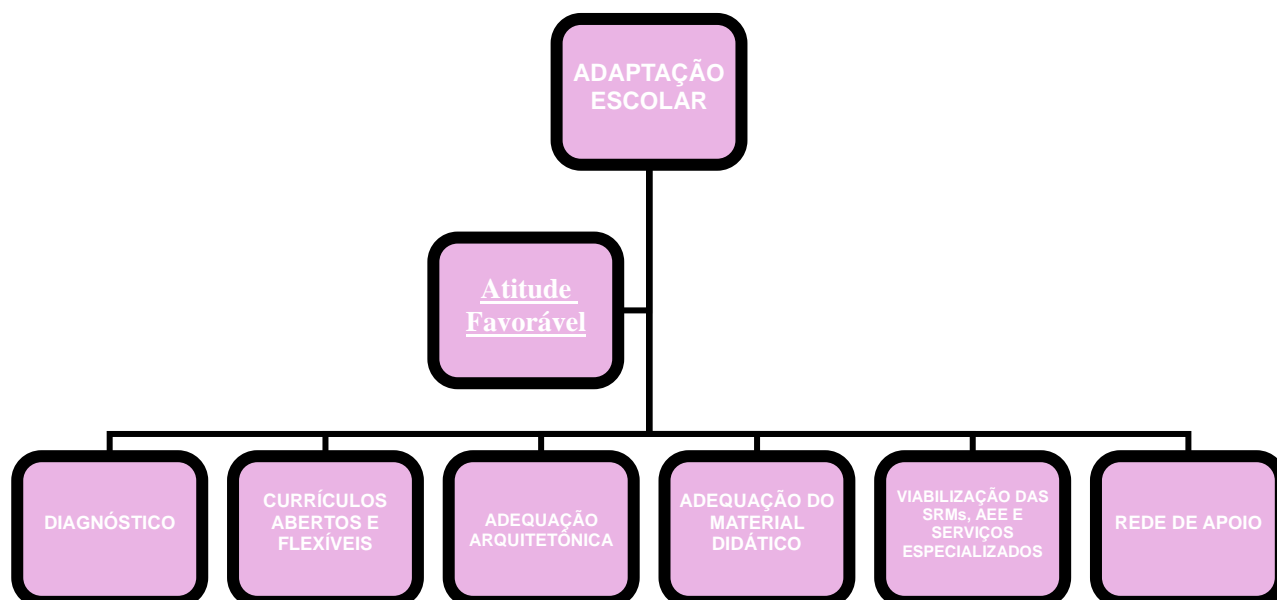 ADAPTAÇÃO
ESCOLAR
Atitude
Favorável
DIAGNÓSTICO
CURRÍCULOS
ABERTOS E
FLEXÍVEIS
ADEQUAÇÃO
ARQUITETÔNICA
ADEQUAÇÃO DO
MATERIAL
DIDÁTICO
VIABILIZAÇÃO DAS
SRMs, AEE E
SERVIÇOS
ESPECIALIZADOS
REDE DE APOIO